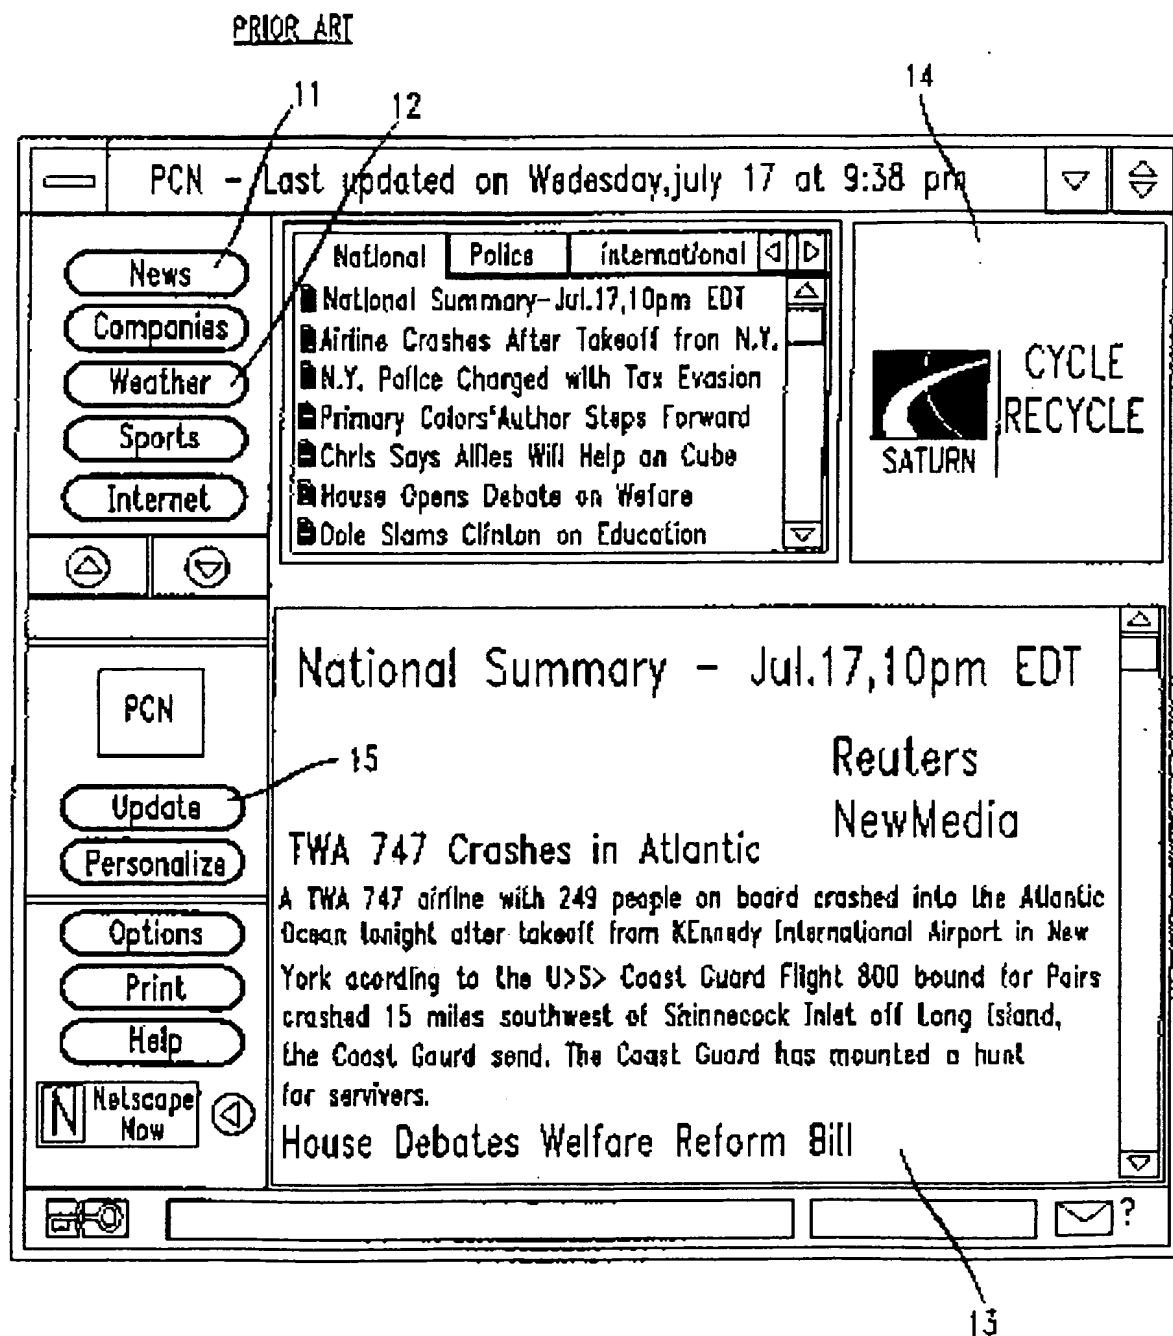 PRIOR ART
11
12
14
PCN - Last updated on Wadasday,july 17 at 9:38 pm
News
Companies
Weather
Sports
Internet
National Police international
National Summary-Jul.17,10pm EDT
Airline Crashes After Takeoff fron N.Y.
N.Y. Police Charged with Tax Evasion
Primary Colors'Author Steps Forward
Chris Says Allies Will Help an Cube
House Opens Debate on Wefare
Dole Slams Clinton on Education
SATURN
CYCLE
RECYCLE
PCN
15
Update
Personalize
Options
Print
Help
N Netscape
Now
National Summary - Jul.17,10pm EDT
Reuters
NewMedia
TWA 747 Crashes in Atlantic
A TWA 747 airline with 249 people on board crashed into the Atlantic
Ocean tonight after takeoff from KEnnedy International Airport in New
York acording to the U>S> Coast Guard Flight 800 bound for Pairs
crashed 15 miles southwest of Shinnecock Inlet off Long Island,
the Coast Gaurd send. The Coast Guard has mounted a hunt
for servivers.
House Debates Welfare Reform Bill
?
13